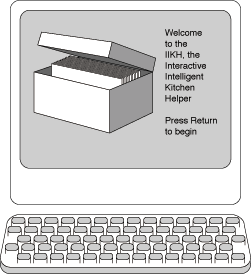 Welcome
to the
IIKH, the
Interactive
Intelligent
Kitchen
Helper
Press Return
to begin